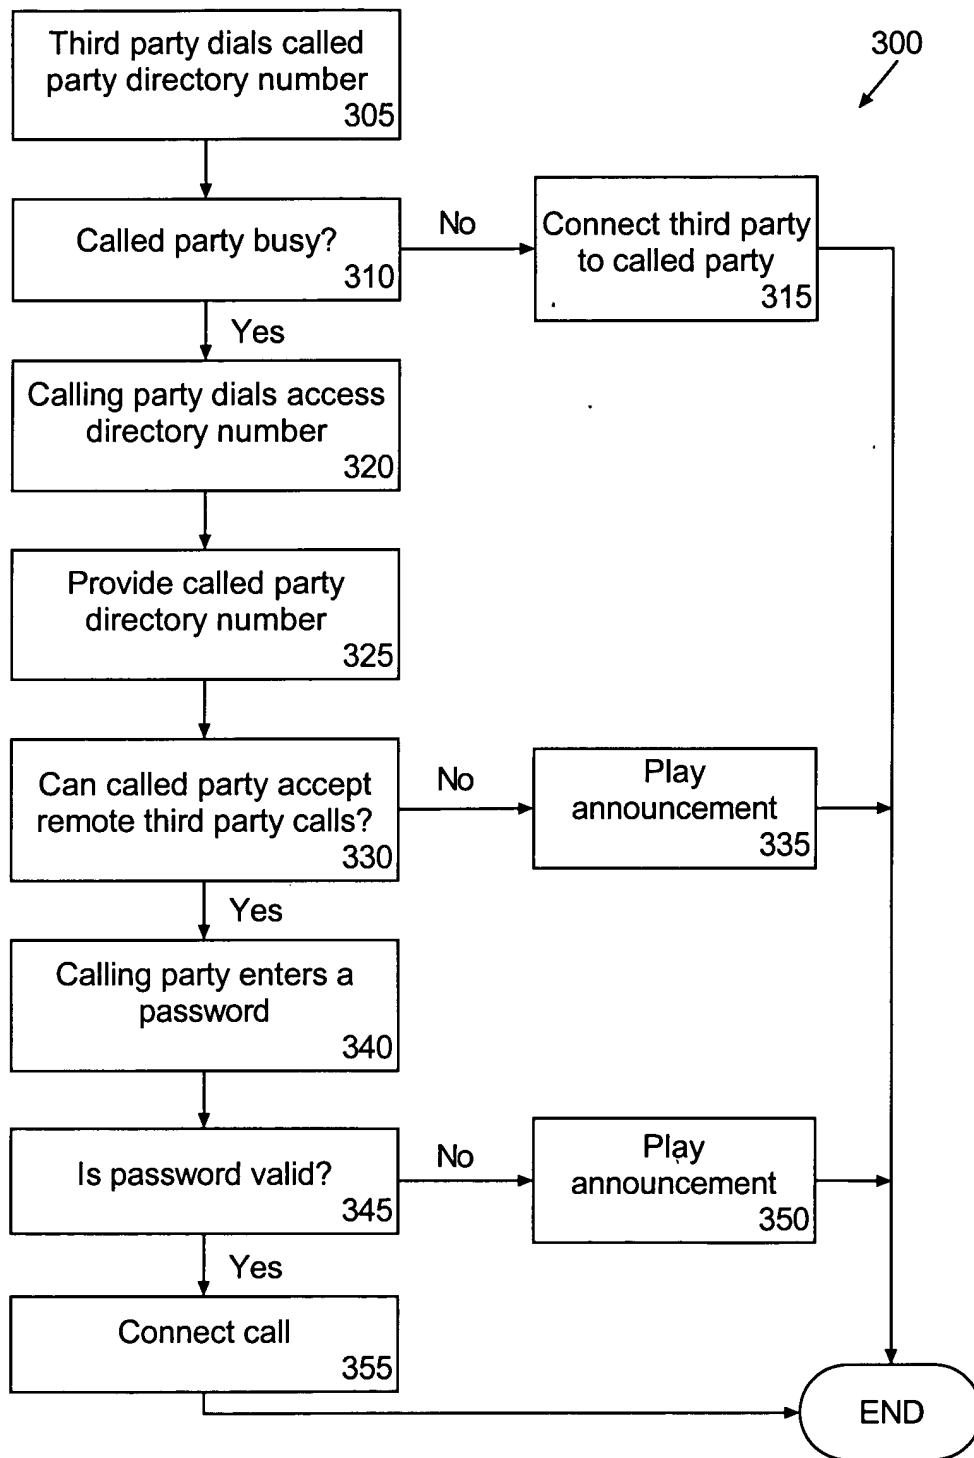 Third party dials called
party directory number
305
300
Called party busy?
310
No
Connect third party
to called party
315
Yes
Calling party dials access
directory number
320
Provide called party
directory number
325
Can called party accept
remote third party calls?
330
No
Play
announcement
335
Yes
Calling party enters a
password
340
Is password valid?
345
No
Play
announcement
350
Yes
Connect call
355
END